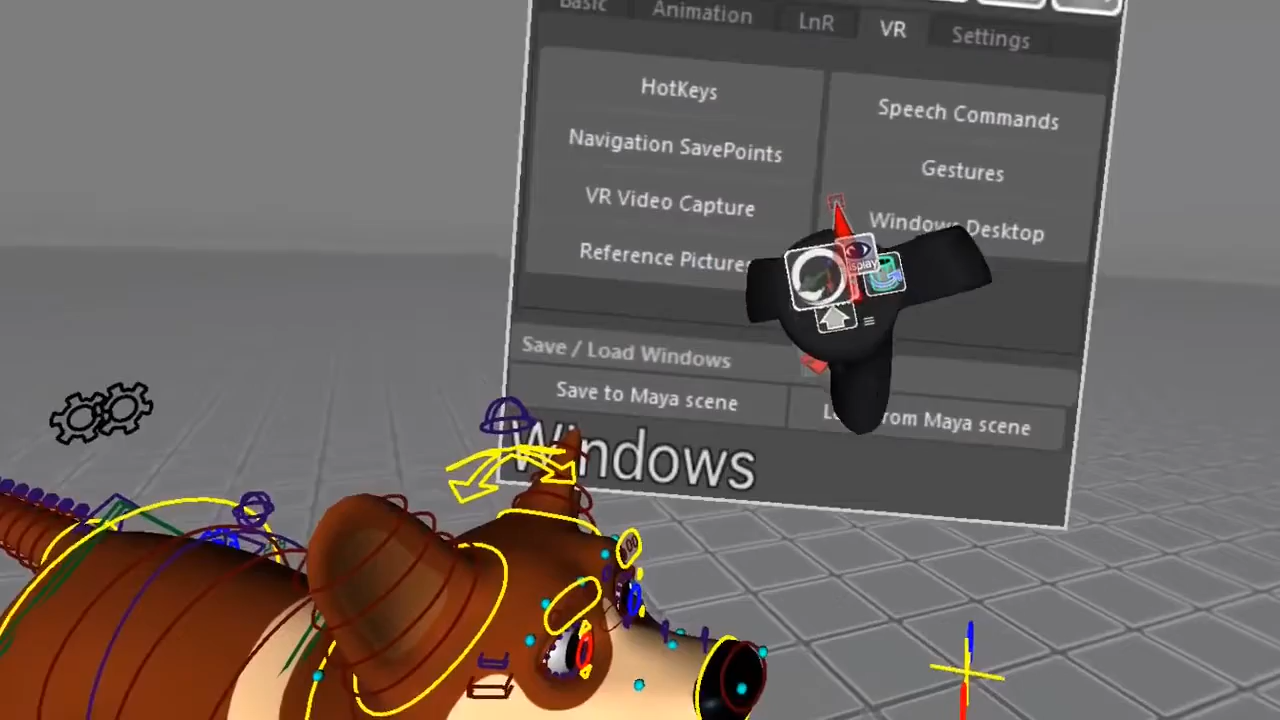 Basic Animation LnR VR Settings
HotKeys
Speech Commands
Navigation SavePoints
Gestures
VR Video Capture
Windows Desktop
Reference Pictures
Save / Load Windows
Save to Maya scene
from Maya scene
Windows